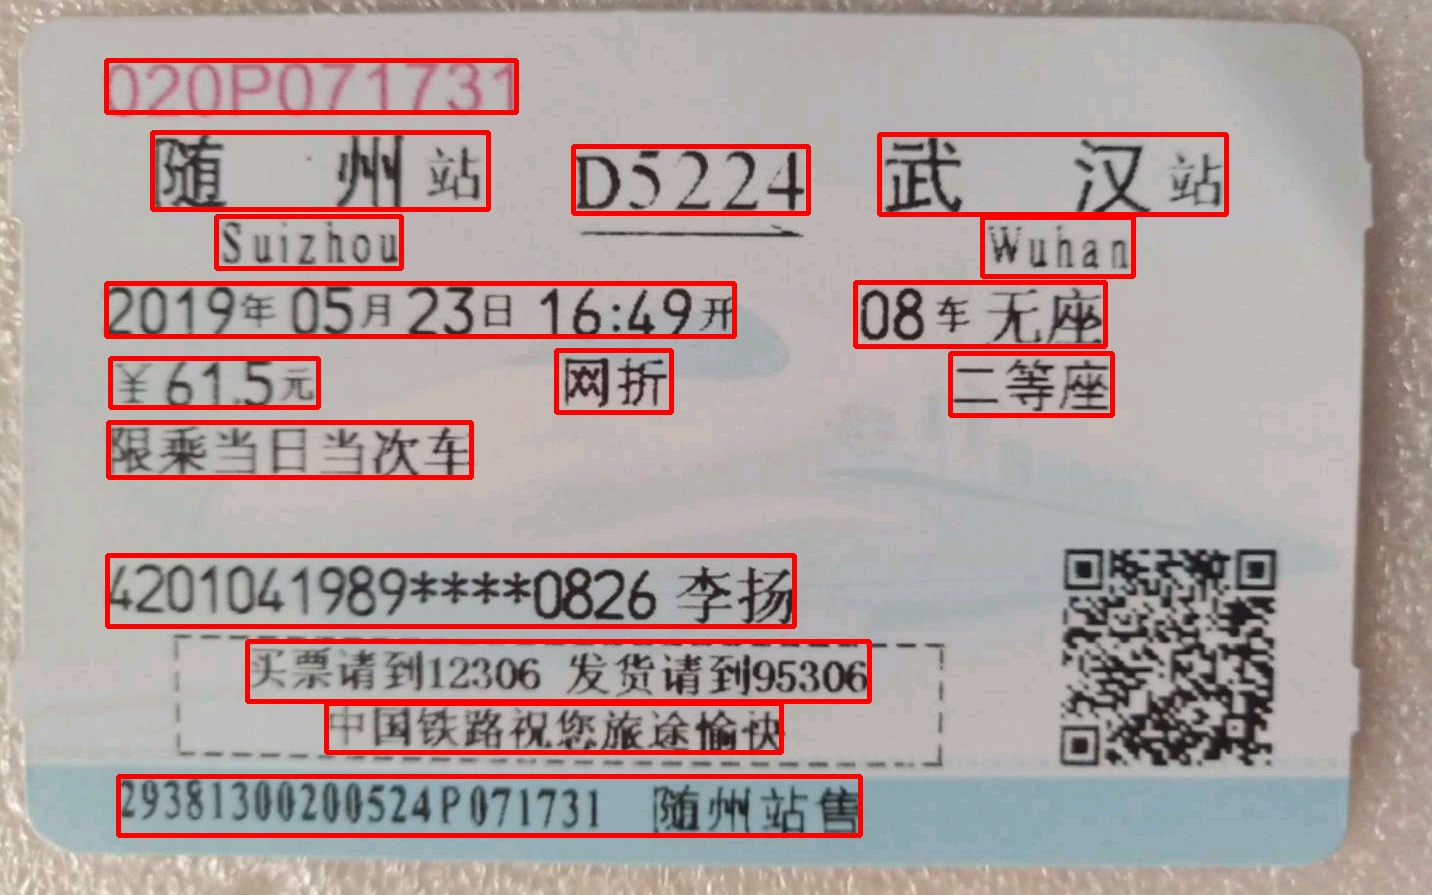 020P071731
随州站 D5224 武汉站
Suizhou Wuhan
2019年05月23日 16:49开 08车 无座
¥61.5元 网折 二等座
限乘当日当次车
4201041989****0826 李扬
买票请到12306 发货请到95306
中国铁路祝您旅途愉快
29381300200524P071731 随州站售